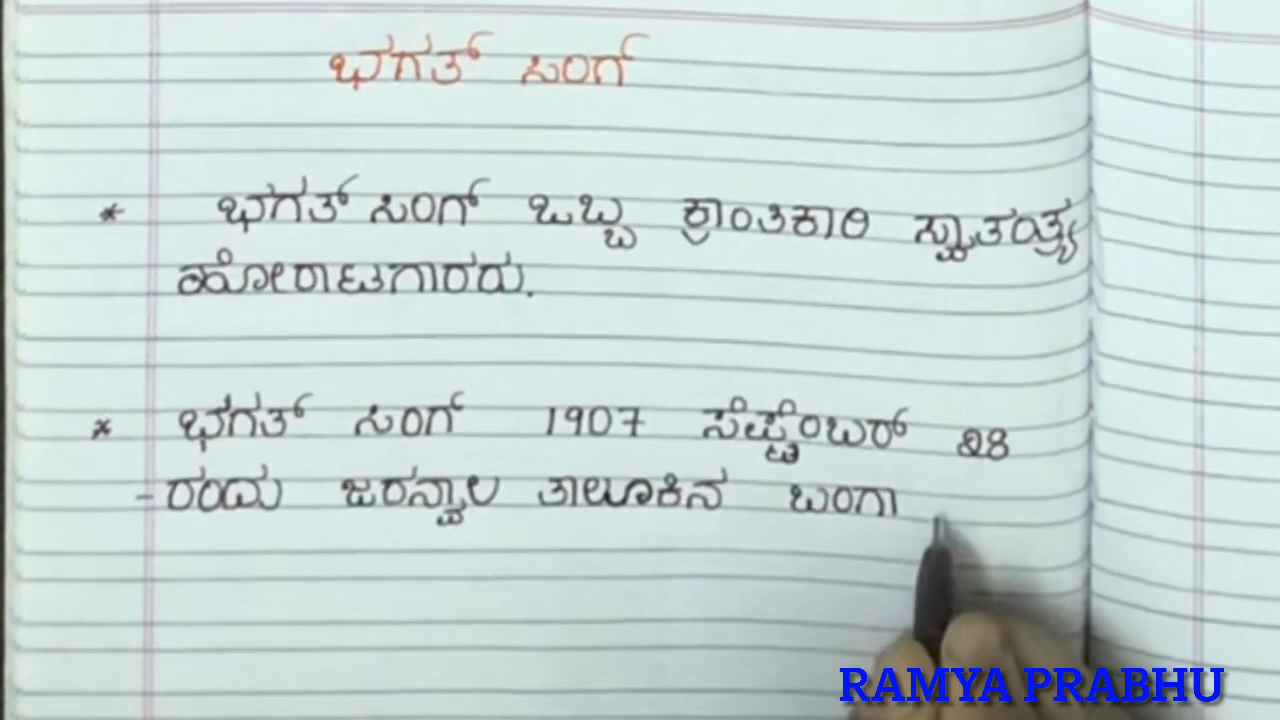 ಭಗತ್ ಸಿಂಗ್
* ಭಗತ್ ಸಿಂಗ್ ಒಬ್ಬ ಕ್ರಾಂತಿಕಾರಿ ಸ್ವಾತಂತ್ರ್ಯ
ಹೋರಾಟಗಾರರು.
* ಭಗತ್ ಸಿಂಗ್ 1907 ಸೆಪ್ಟೆಂಬರ್ 28
-ರಂದು ಜರನ್ವಾಲ ತಾಲೂಕಿನ ಬಂಗಾ
RAMYA PRABHU